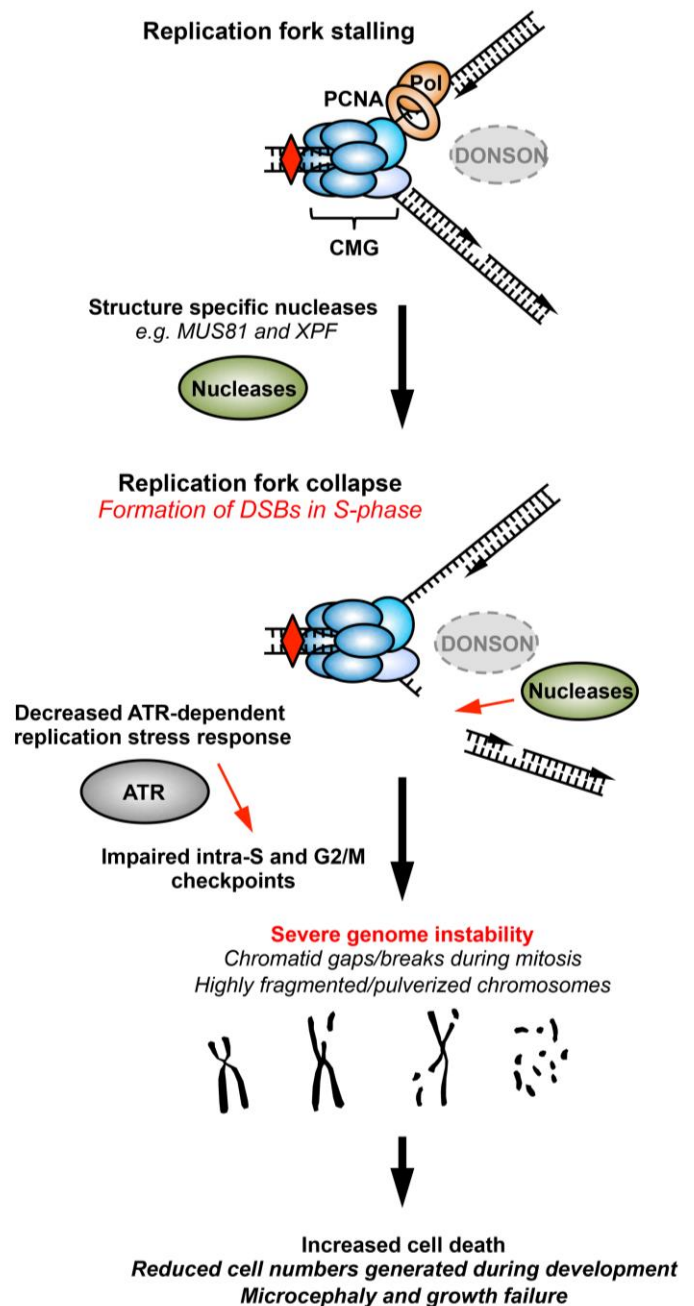 Replication fork stalling
Pol
PCNA
DONSON
CMG
Structure specific nucleases
e.g. MUS81 and XPF
Nucleases
Replication fork collapse
Formation of DSBs in S-phase
DONSON
Nucleases
Decreased ATR-dependent
replication stress response
ATR
Impaired intra-S and G2/M
checkpoints
Severe genome instability
Chromatid gaps/breaks during mitosis
Highly fragmented/pulverized chromosomes
Increased cell death
Reduced cell numbers generated during development
Microcephaly and growth failure